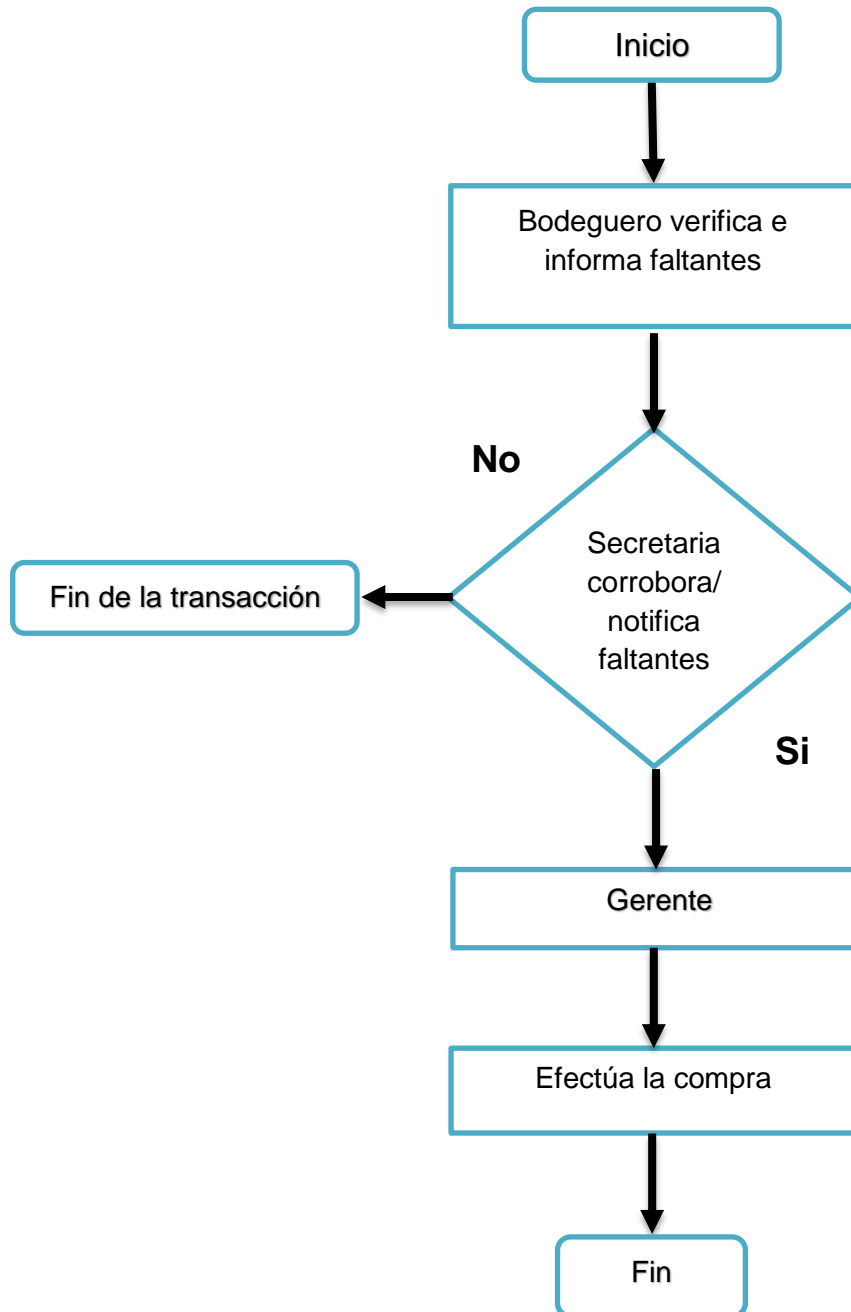 Inicio
Bodeguero verifica e
informa faltantes
No
Secretaria
corrobora/
notifica
faltantes
Fin de la transacción
Si
Gerente
Efectúa la compra
Fin